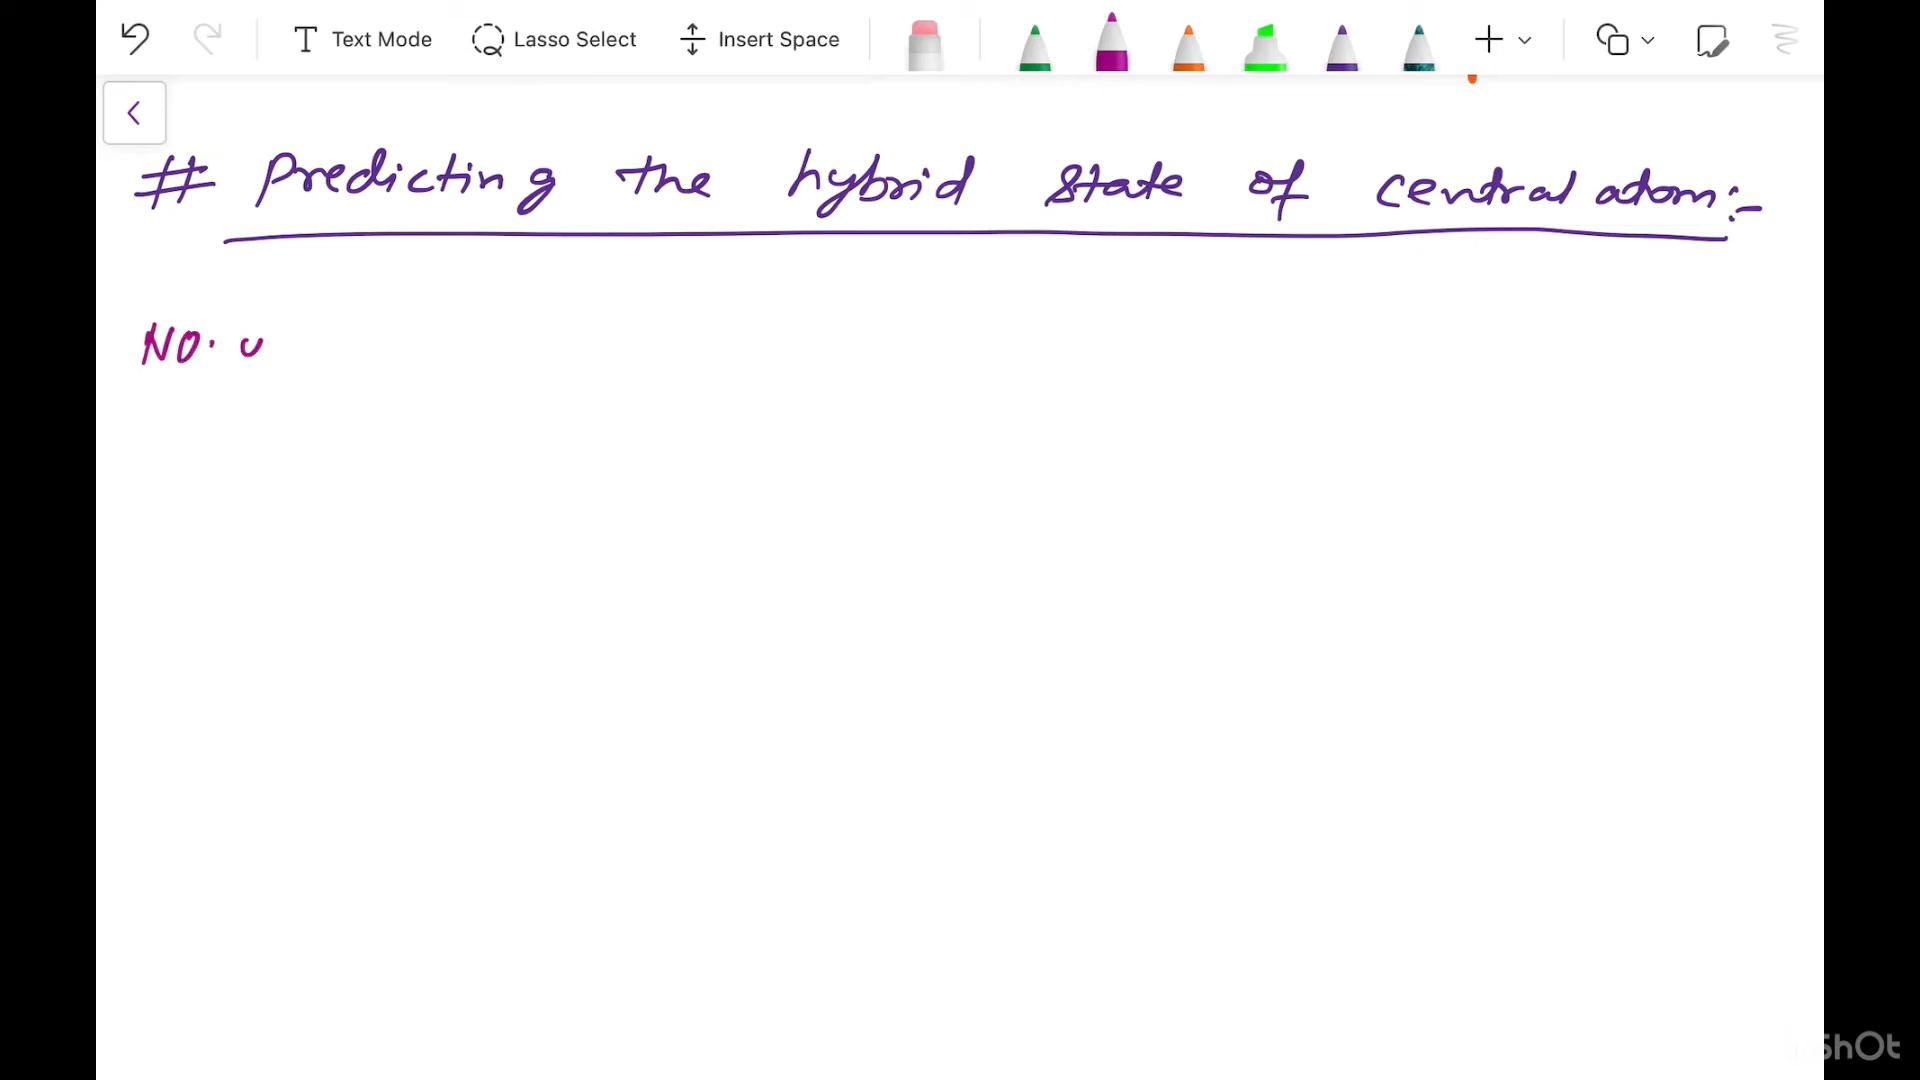 Text Mode Lasso Select Insert Space
# Predicting the hybrid state of central atom:-
NO.
shOt